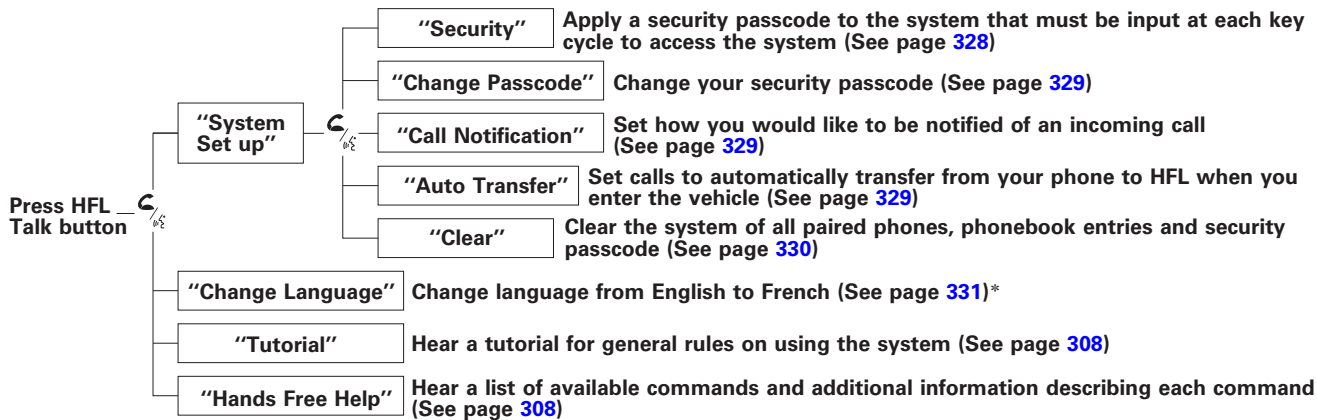 "Security"
Apply a security passcode to the system that must be input at each key
cycle to access the system (See page 328)
"Change Passcode"
Change your security passcode (See page 329)
"System
Set up"
"Call Notification"
Set how you would like to be notified of an incoming call
(See page 329)
"Auto Transfer"
Set calls to automatically transfer from your phone to HFL when you
enter the vehicle (See page 329)
Press HFL
Talk button
"Clear"
Clear the system of all paired phones, phonebook entries and security
passcode (See page 330)
"Change Language"
Change language from English to French (See page 331)*
"Tutorial"
Hear a tutorial for general rules on using the system (See page 308)
"Hands Free Help"
Hear a list of available commands and additional information describing each command
(See page 308)